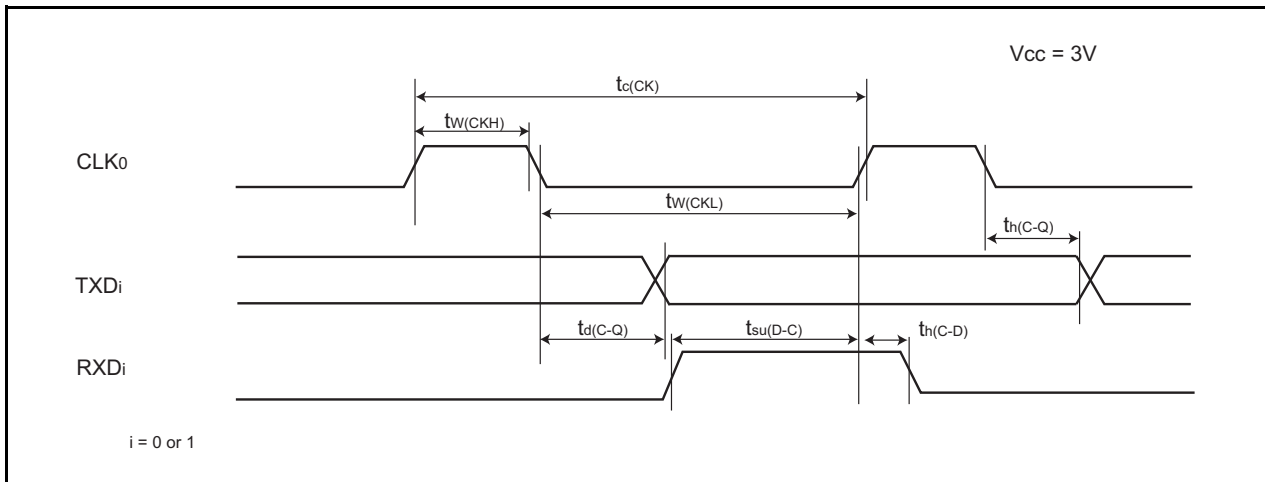 Vcc = 3V
tc(CK)
tW(CKH)
CLK0
tW(CKL)
th(C-Q)
TXDi
td(C-Q)
tsu(D-C)
th(C-D)
RXDi
i = 0 or 1